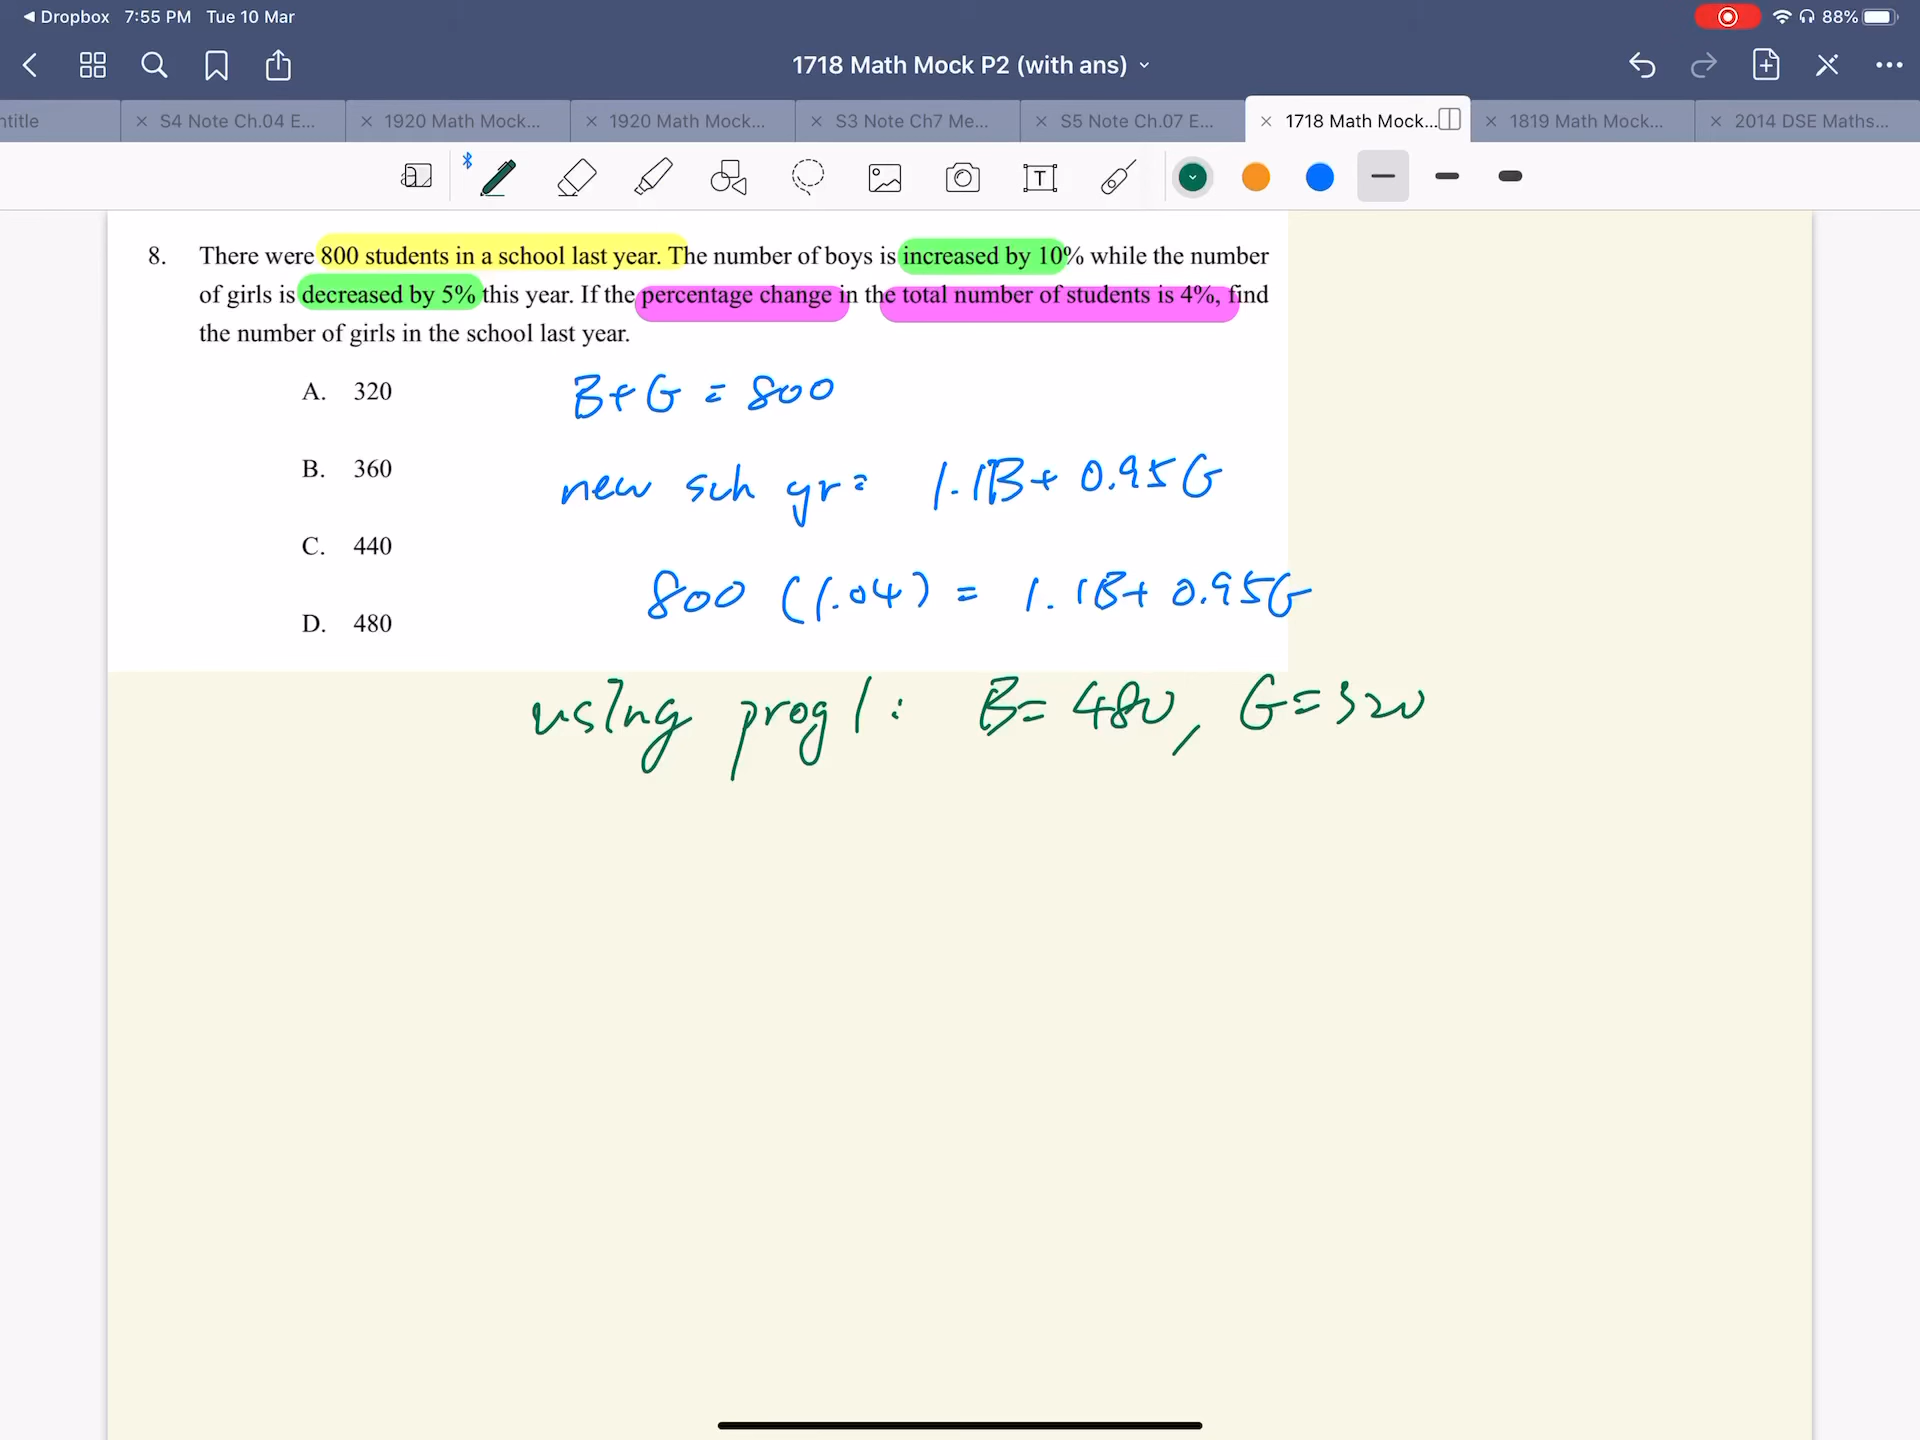 Dropbox 7:55 PM Tue 10 Mar 88%
1718 Math Mock P2 (with ans)
ntitle
S4 Note Ch.04 E...
1920 Math Mock...
1920 Math Mock...
S3 Note Ch7 Me...
S5 Note Ch.07 E...
1718 Math Mock...
1819 Math Mock...
2014 DSE Maths...
T
8. There were 800 students in a school last year. The number of boys is increased by 10% while the number
of girls is decreased by 5% this year. If the percentage change in the total number of students is 4%, find
the number of girls in the school last year.
A. 320
B. 360
C. 440
D. 480
B+G = 800
new sch yr = 1.1B + 0.95G
800 (1.04) = 1.1B + 0.95G
using prog 1: B=480, G=320